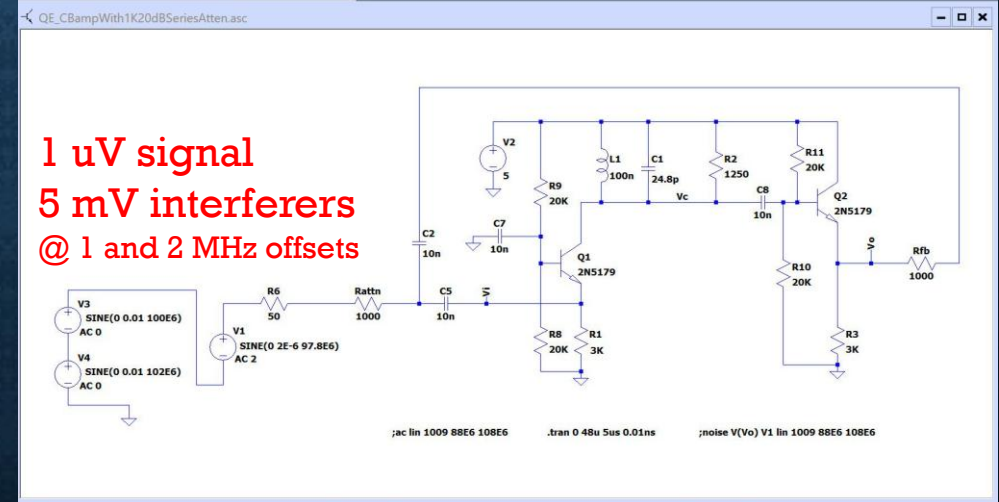 QE_CBampWith1K20dBSeriesAtten.asc
1 uV signal
5 mV interferers
@ 1 and 2 MHz offsets
V3
SINE(0 0.01 100E6)
AC 0
V4
SINE(0 0.01 102E6)
AC 0
V1
SINE(0 2E-6 97.8E6)
AC 2
R6
50
Rattn
1000
C2
10n
C5
10n
Vi
V2
5
C7
10n
R9
20K
Q1
2N5179
R8
20K
R1
3K
L1
100n
C1
24.8p
R2
1250
Vc
C8
10n
R11
20K
Q2
2N5179
R10
20K
Vo
Rfb
1000
R3
3K
;ac lin 1009 88E6 108E6
.tran 0 48u 5us 0.01ns
;noise V(Vo) V1 lin 1009 88E6 108E6